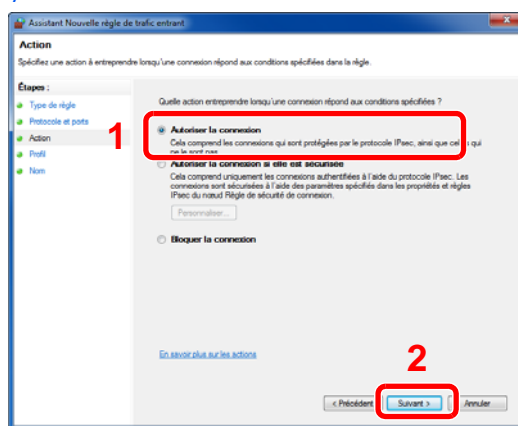 Assistant Nouvelle règle de trafic entrant
Action
Spécifiez une action à entreprendre lorsqu'une connexion répond aux conditions spécifiées dans la règle.
Étapes :
Type de règle
Protocole et ports
Action
Profil
Nom
Quelle action entreprendre lorsqu'une connexion répond aux conditions spécifiées ?
1
Autoriser la connexion
Cela comprend les connexions qui sont protégées par le protocole IPsec, ainsi que celles qui
ne le sont pas.
Autoriser la connexion si elle est sécurisée
Cela comprend uniquement les connexions authentifiées à l'aide du protocole IPsec. Les
connexions sont sécurisées à l'aide des paramètres spécifiés dans les propriétés et règles
IPsec du nœud Règle de sécurité de connexion.
Personnaliser...
Bloquer la connexion
En savoir plus sur les actions
2
< Précédent
Suivant >
Annuler